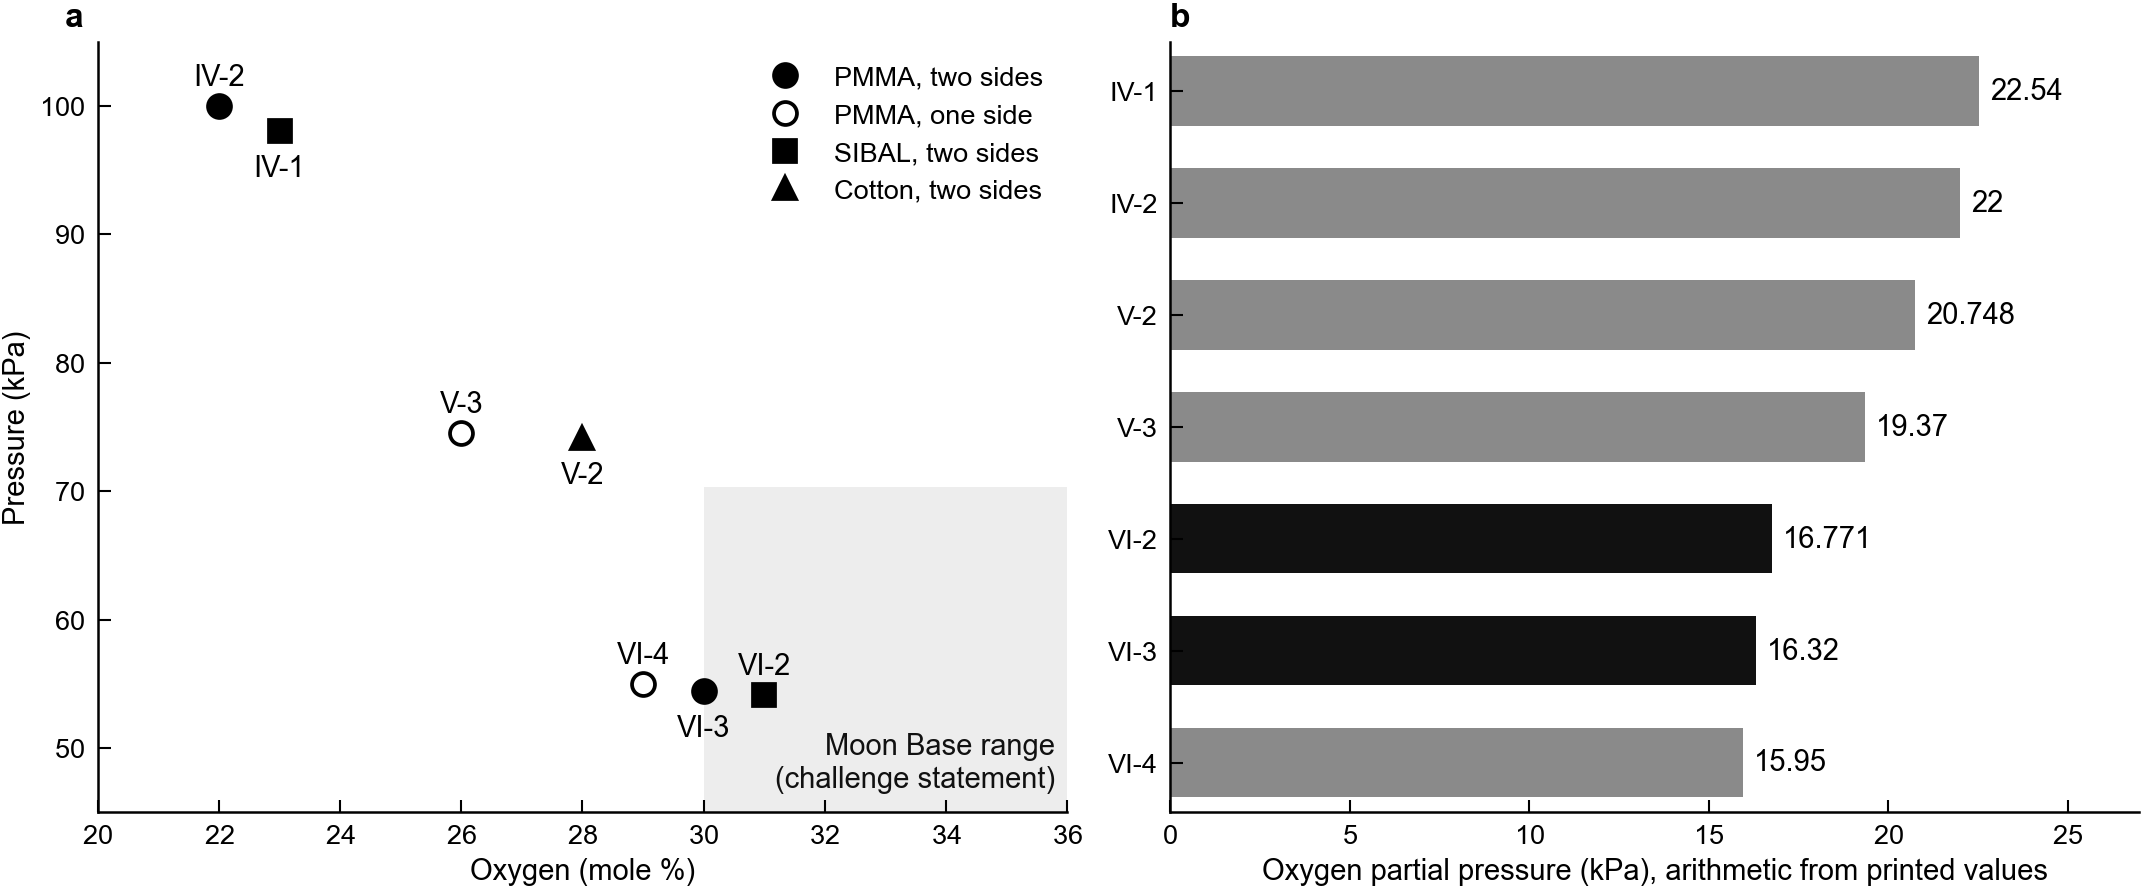 a
IV-2
IV-1
V-3
V-2
VI-4
VI-3
VI-2
PMMA, two sides
PMMA, one side
SIBAL, two sides
Cotton, two sides
Moon Base range
(challenge statement)
100
90
80
70
60
50
Pressure (kPa)
20 22 24 26 28 30 32 34 36
Oxygen (mole %)
b
IV-1 22.54
IV-2 22
V-2 20.748
V-3 19.37
VI-2 16.771
VI-3 16.32
VI-4 15.95
0 5 10 15 20 25
Oxygen partial pressure (kPa), arithmetic from printed values